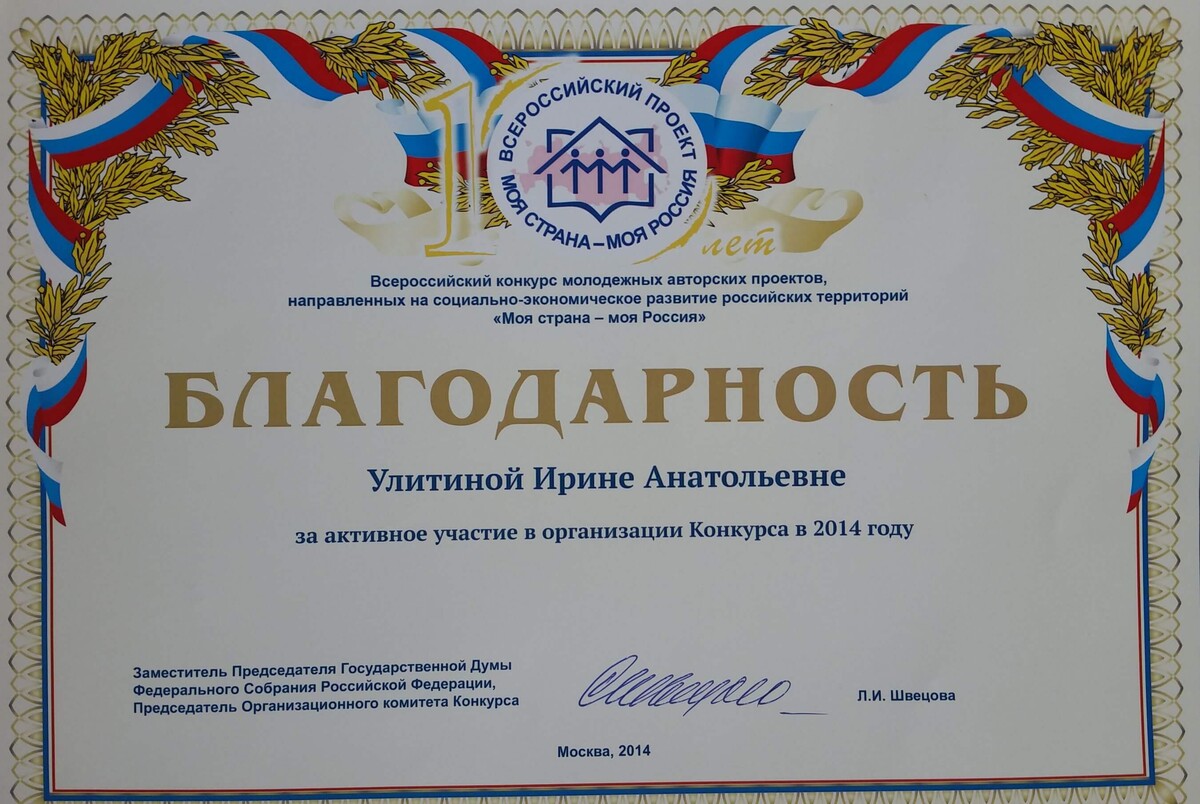 10 лет
ВСЕРОССИЙСКИЙ ПРОЕКТ
МОЯ СТРАНА – МОЯ РОССИЯ
Всероссийский конкурс молодежных авторских проектов,
направленных на социально-экономическое развитие российских территорий
«Моя страна – моя Россия»
БЛАГОДАРНОСТЬ
Улитиной Ирине Анатольевне
за активное участие в организации Конкурса в 2014 году
Заместитель Председателя Государственной Думы
Федерального Собрания Российской Федерации,
Председатель Организационного комитета Конкурса
Л.И. Швецова
Москва, 2014